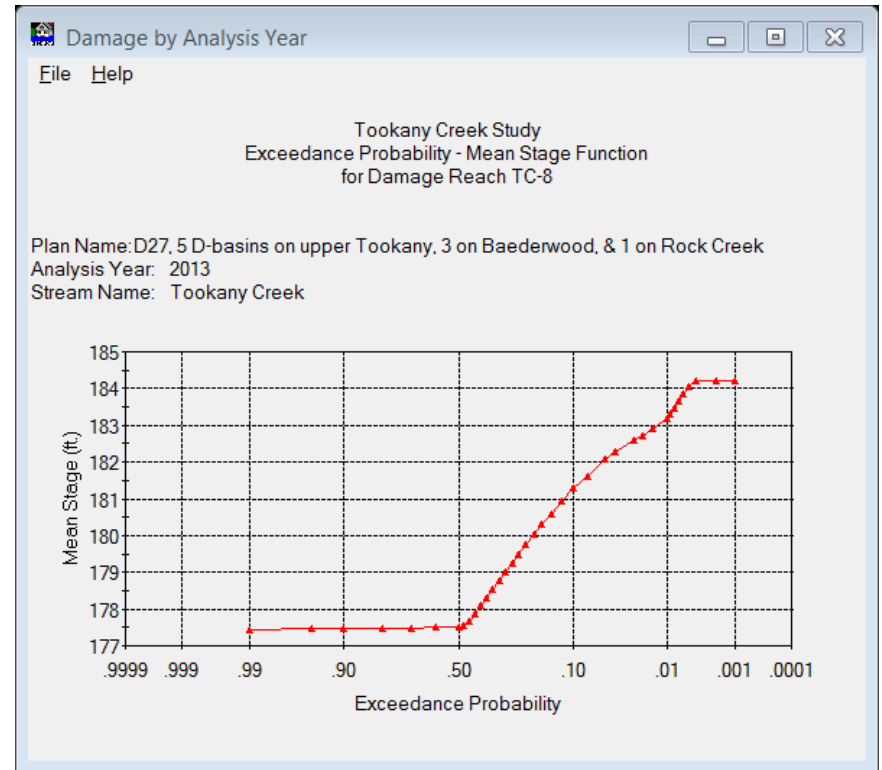 Damage by Analysis Year
File Help
Tookany Creek Study
Exceedance Probability - Mean Stage Function
for Damage Reach TC-8
Plan Name:D27, 5 D-basins on upper Tookany, 3 on Baederwood, & 1 on Rock Creek
Analysis Year: 2013
Stream Name: Tookany Creek
185
184
183
182
181
180
179
178
177
Mean Stage (ft.)
.9999 .999 .99 .90 .50 .10 .01 .001 .0001
Exceedance Probability